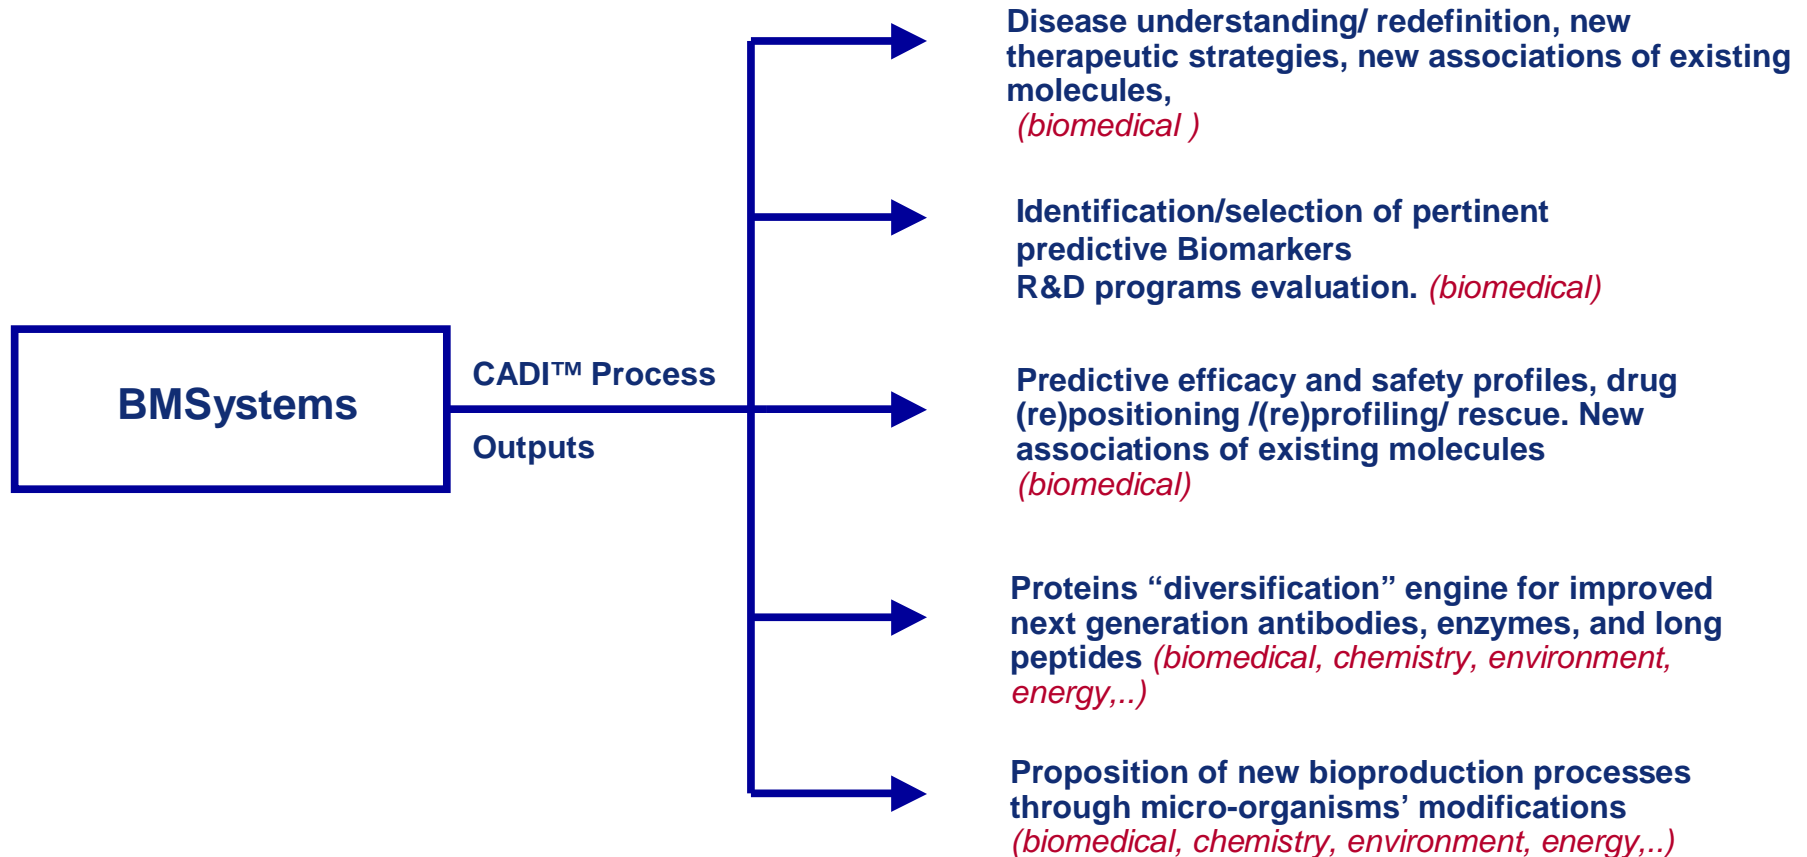 Disease understanding/ redefinition, new
therapeutic strategies, new associations of existing
molecules,
(biomedical )
Identification/selection of pertinent
predictive Biomarkers
R&D programs evaluation. (biomedical)
BMSystems
CADI™ Process
Outputs
Predictive efficacy and safety profiles, drug
(re)positioning /(re)profiling/ rescue. New
associations of existing molecules
(biomedical)
Proteins “diversification” engine for improved
next generation antibodies, enzymes, and long
peptides (biomedical, chemistry, environment,
energy,..)
Proposition of new bioproduction processes
through micro-organisms’ modifications
(biomedical, chemistry, environment, energy,..)